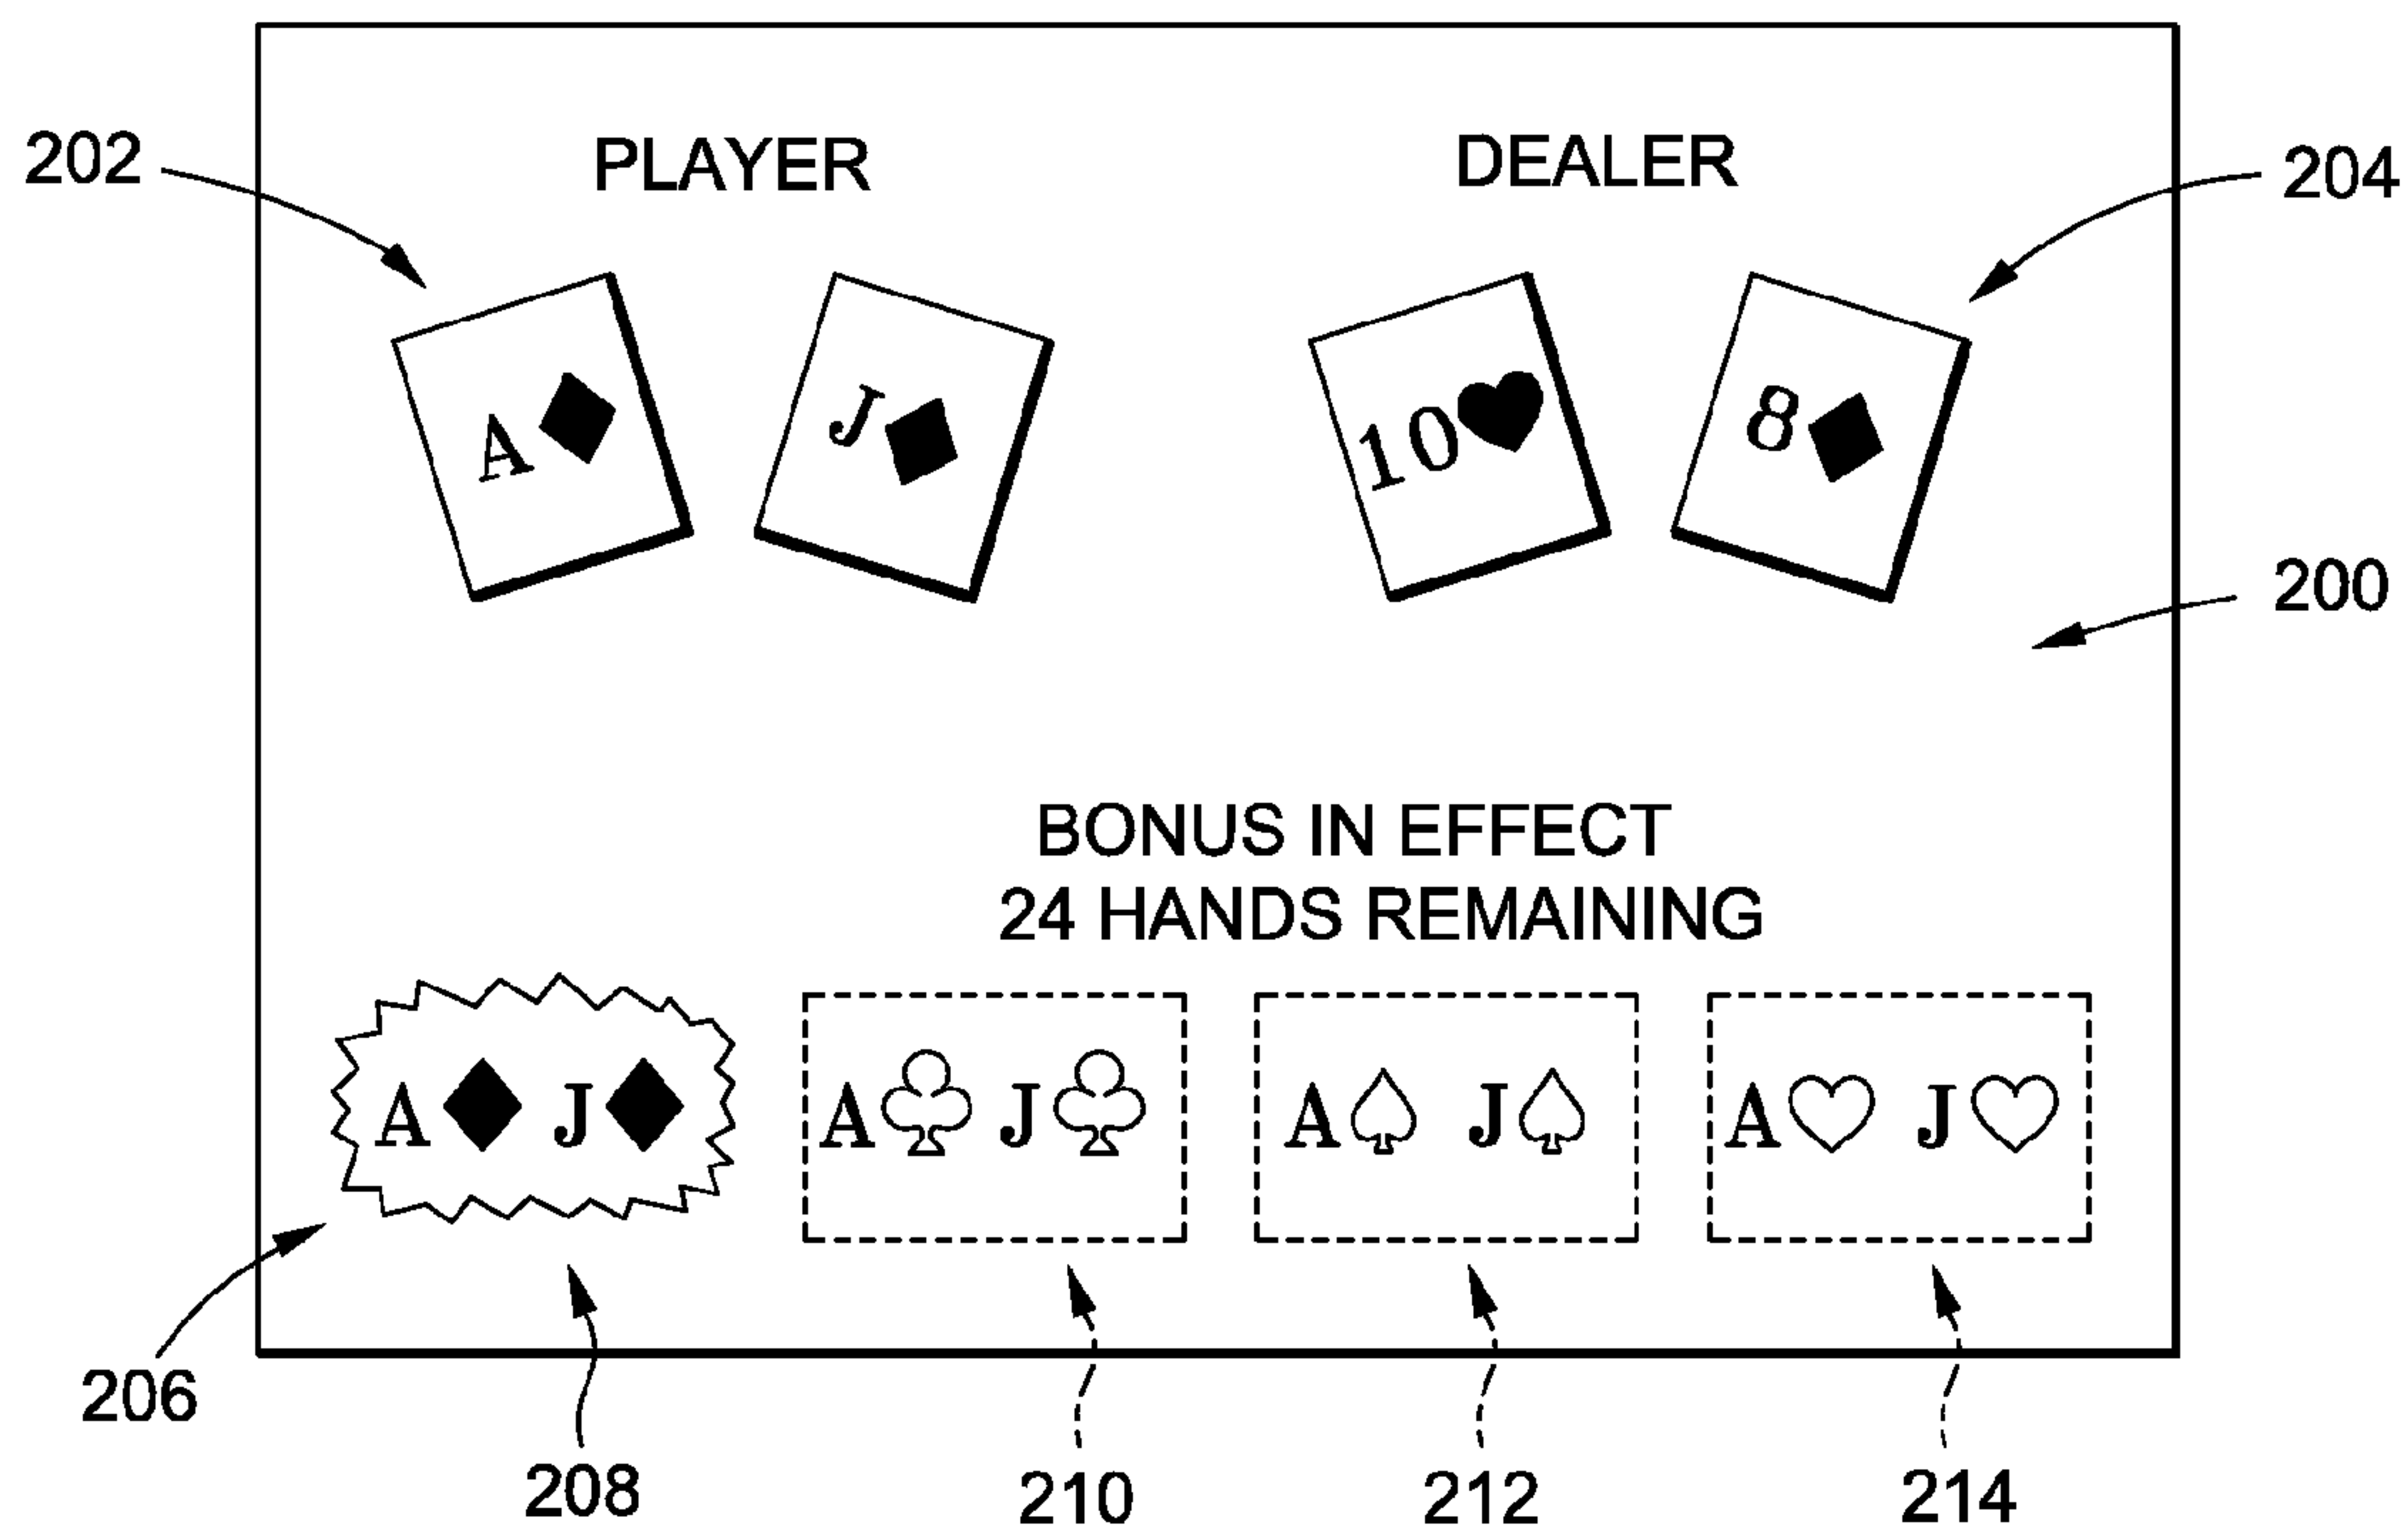 202
PLAYER
DEALER
204
A♦
J♦
10♥
8♦
200
BONUS IN EFFECT
24 HANDS REMAINING
A♦ J♦
A♧ J♧
A♤ J♤
A♡ J♡
206
208
210
212
214